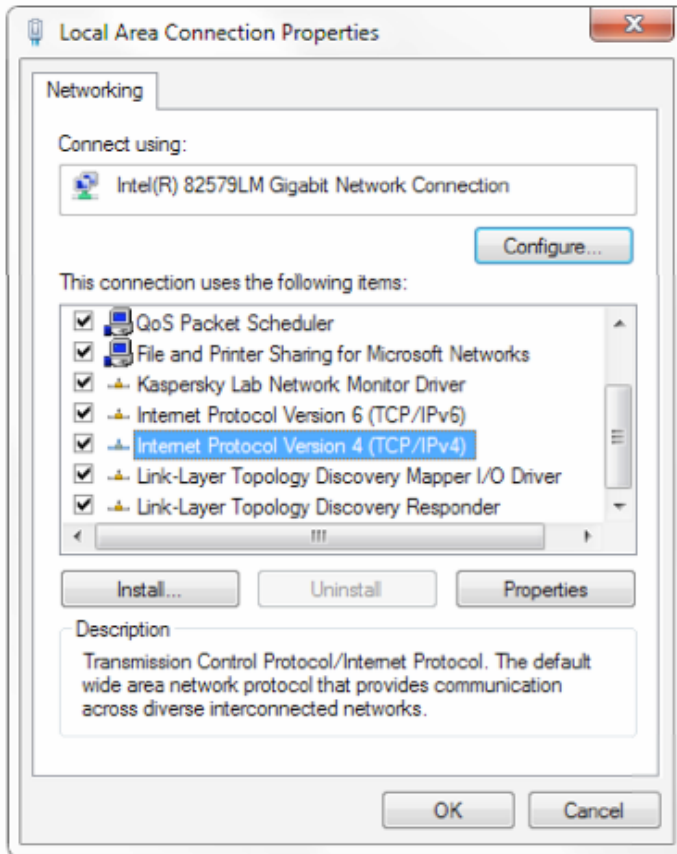 Local Area Connection Properties
Networking
Connect using:
Intel(R) 82579LM Gigabit Network Connection
Configure...
This connection uses the following items:
QoS Packet Scheduler
File and Printer Sharing for Microsoft Networks
Kaspersky Lab Network Monitor Driver
Internet Protocol Version 6 (TCP/IPv6)
Internet Protocol Version 4 (TCP/IPv4)
Link-Layer Topology Discovery Mapper I/O Driver
Link-Layer Topology Discovery Responder
Install...
Uninstall
Properties
Description
Transmission Control Protocol/Internet Protocol. The default
wide area network protocol that provides communication
across diverse interconnected networks.
OK
Cancel